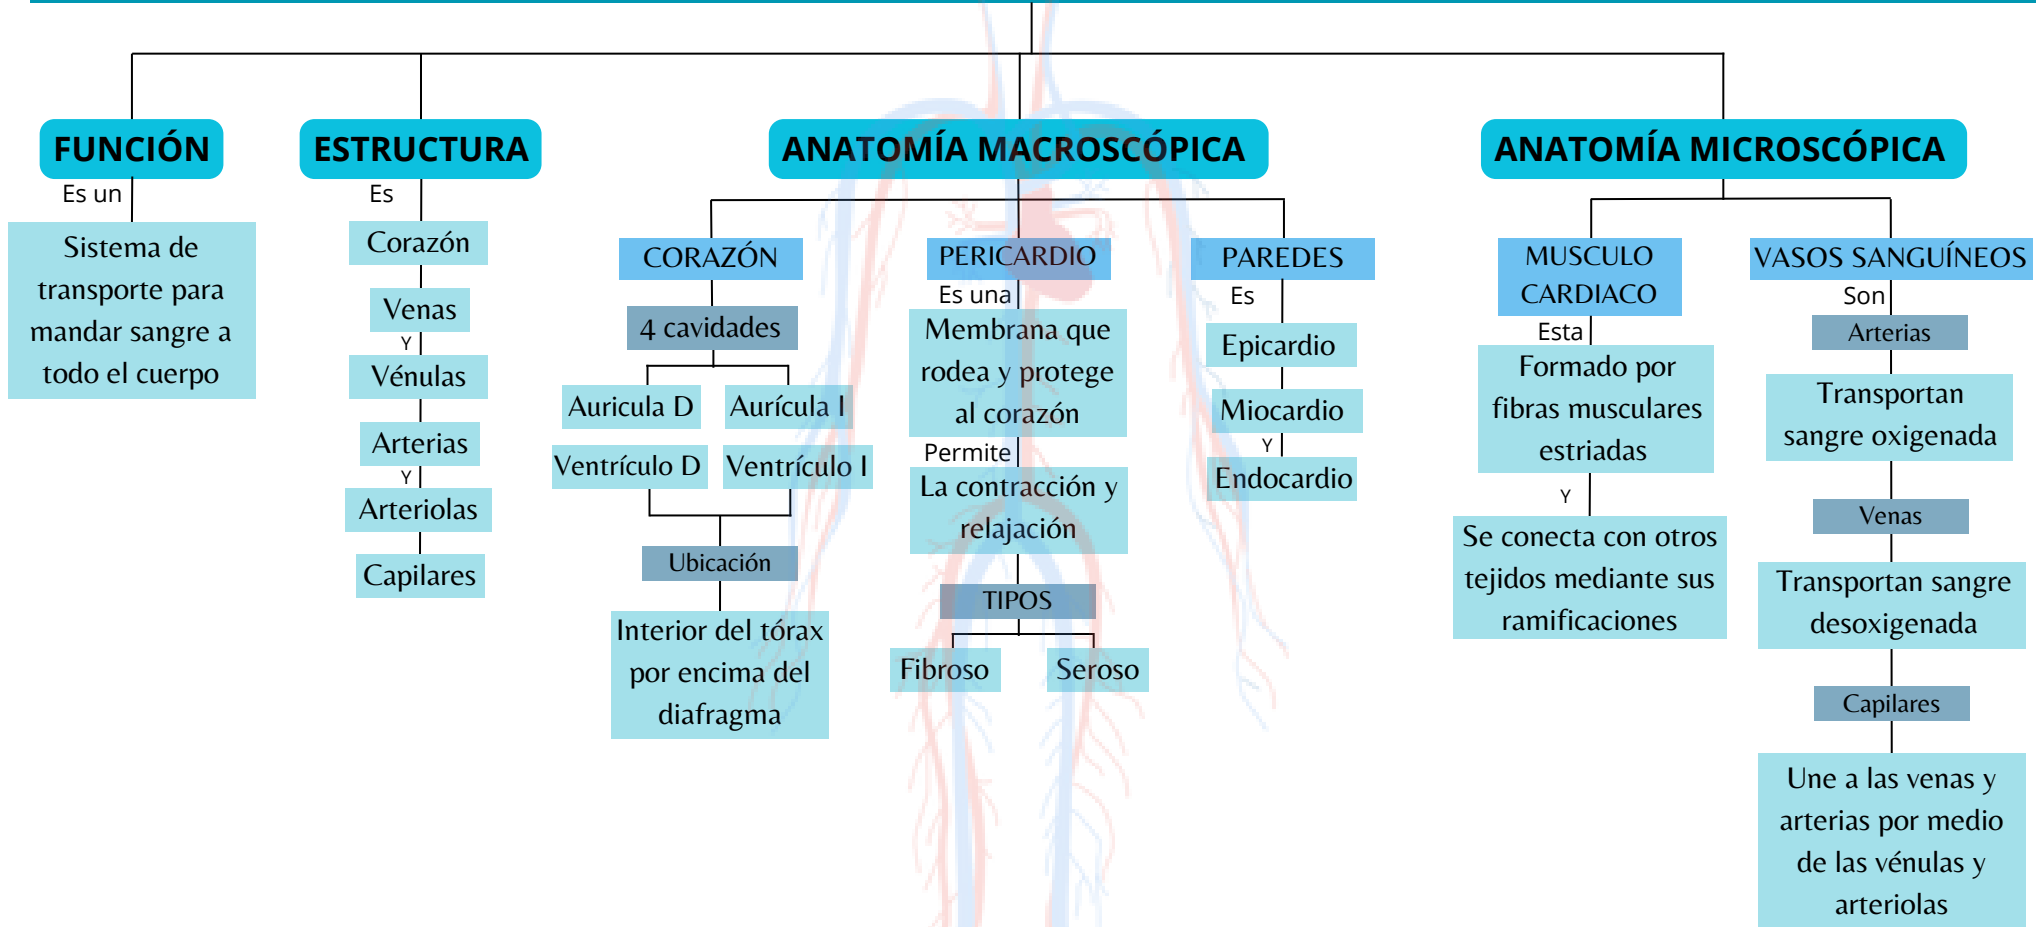 FUNCIÓN
Es un
Sistema de
transporte para
mandar sangre a
todo el cuerpo
ESTRUCTURA
Es
Corazón
Venas
Y
Vénulas
Arterias
Y
Arteriolas
Capilares
ANATOMÍA MACROSCÓPICA
CORAZÓN
4 cavidades
Auricula D
Aurícula I
Ventrículo D
Ventrículo I
Ubicación
Interior del tórax
por encima del
diafragma
PERICARDIO
Es una
Membrana que
rodea y protege
al corazón
Permite
La contracción y
relajación
TIPOS
Fibroso
Seroso
PAREDES
Es
Epicardio
Miocardio
Y
Endocardio
ANATOMÍA MICROSCÓPICA
MUSCULO
CARDIACO
Esta
Formado por
fibras musculares
estriadas
Y
Se conecta con otros
tejidos mediante sus
ramificaciones
VASOS SANGUÍNEOS
Son
Arterias
Transportan
sangre oxigenada
Venas
Transportan sangre
desoxigenada
Capilares
Une a las venas y
arterias por medio
de las vénulas y
arteriolas